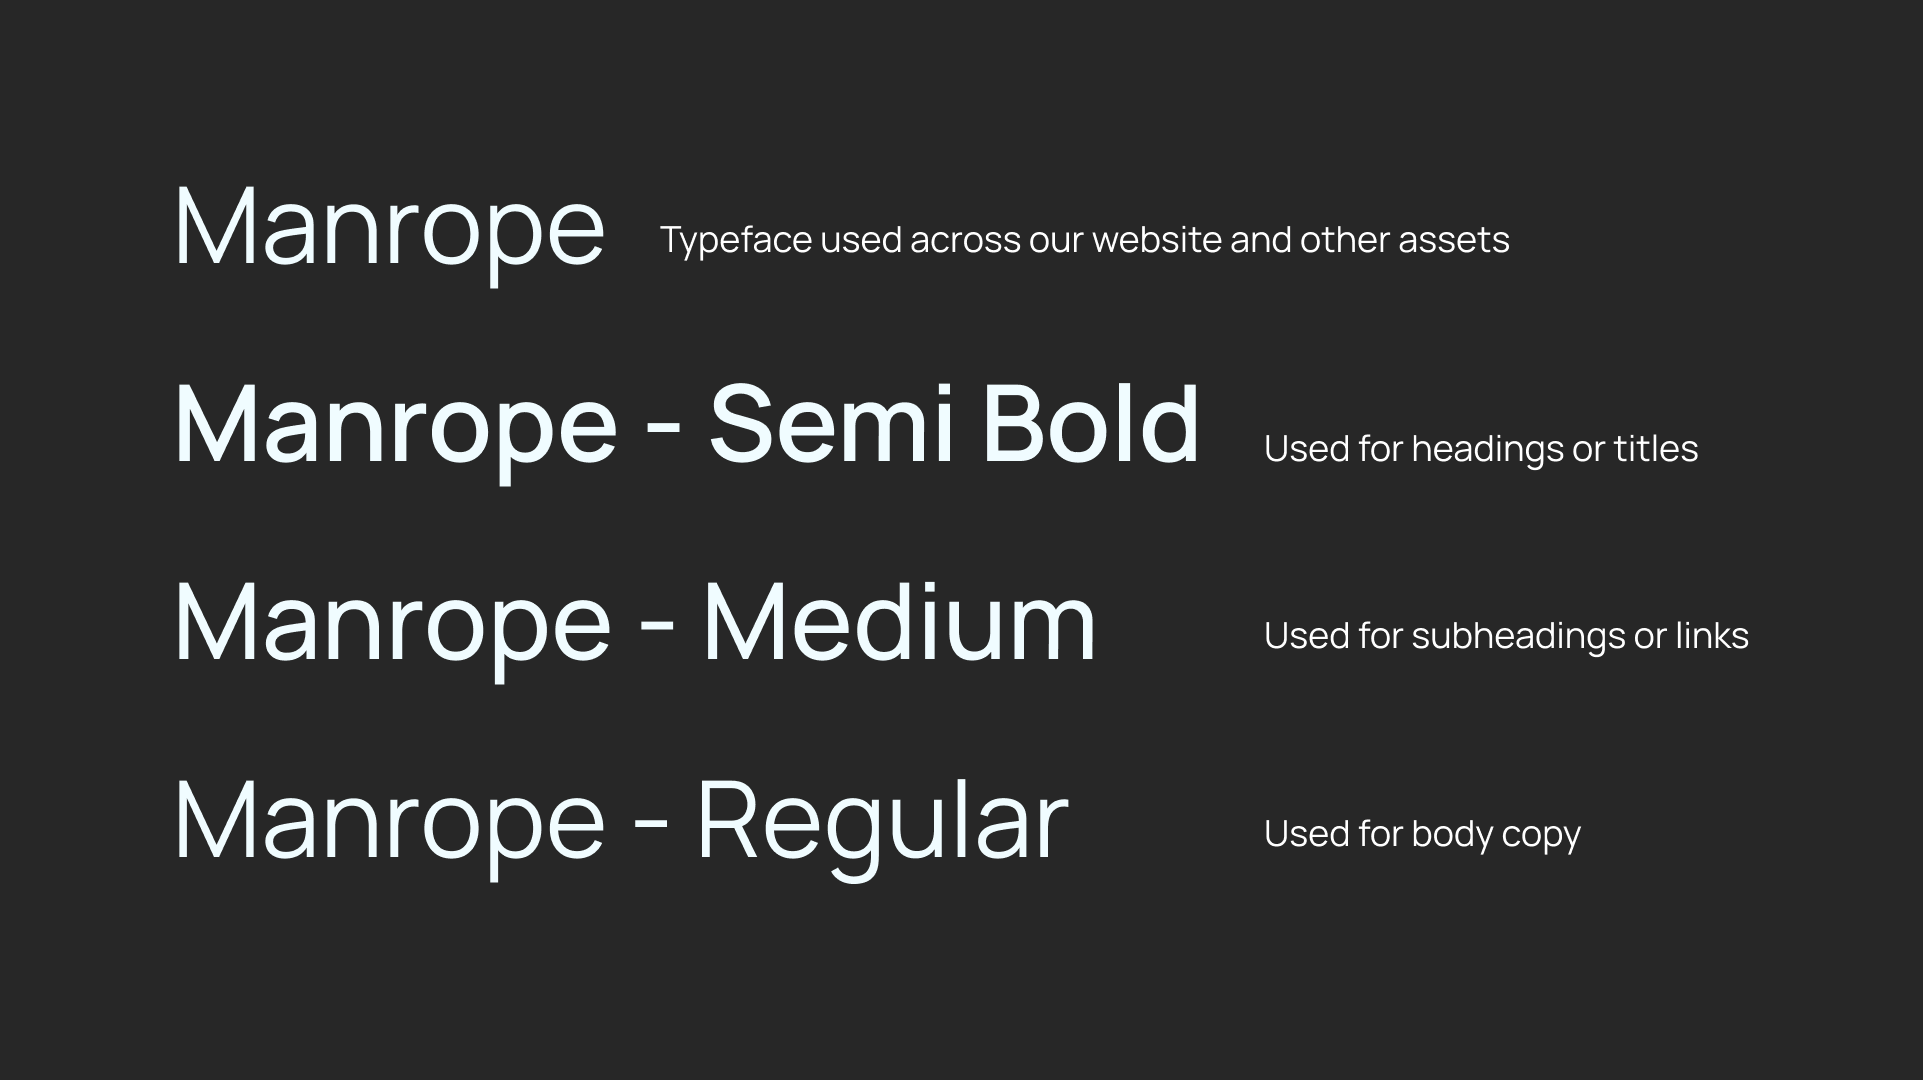 Manrope Typeface used across our website and other assets
Manrope - Semi Bold Used for headings or titles
Manrope - Medium Used for subheadings or links
Manrope - Regular Used for body copy